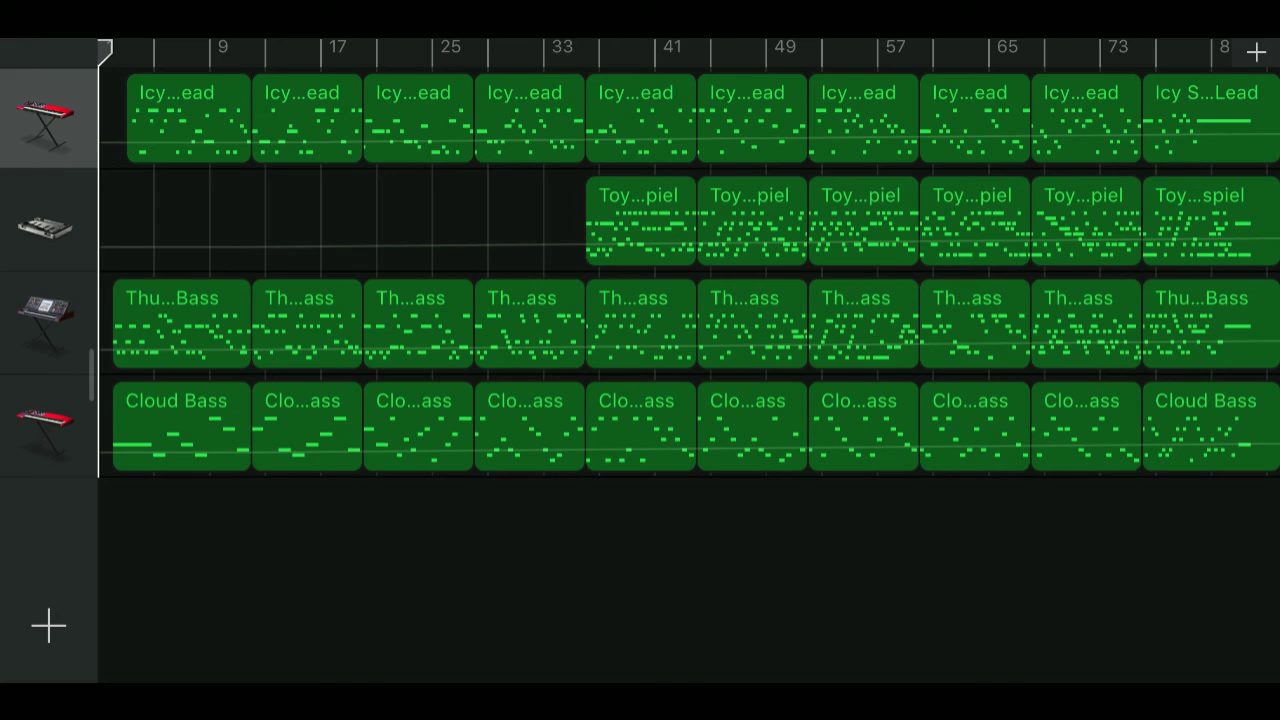 9 17 25 33 41 49 57 65 73 8
Icy...ead Icy...ead Icy...ead Icy...ead Icy...ead Icy...ead Icy...ead Icy...ead Icy...ead Icy S...Lead
Toy...piel Toy...piel Toy...piel Toy...piel Toy...piel Toy...spiel
Thu...Bass Th...ass Th...ass Th...ass Th...ass Th...ass Th...ass Th...ass Th...ass Thu...Bass
Cloud Bass Clo...ass Clo...ass Clo...ass Clo...ass Clo...ass Clo...ass Clo...ass Clo...ass Cloud Bass